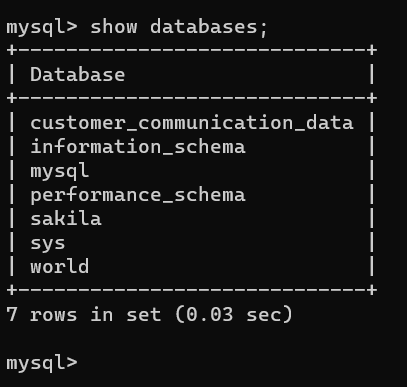 mysql> show databases;
+-----------------------------+
| Database                    |
+-----------------------------+
| customer_communication_data |
| information_schema          |
| mysql                       |
| performance_schema          |
| sakila                      |
| sys                         |
| world                       |
+-----------------------------+
7 rows in set (0.03 sec)
mysql>